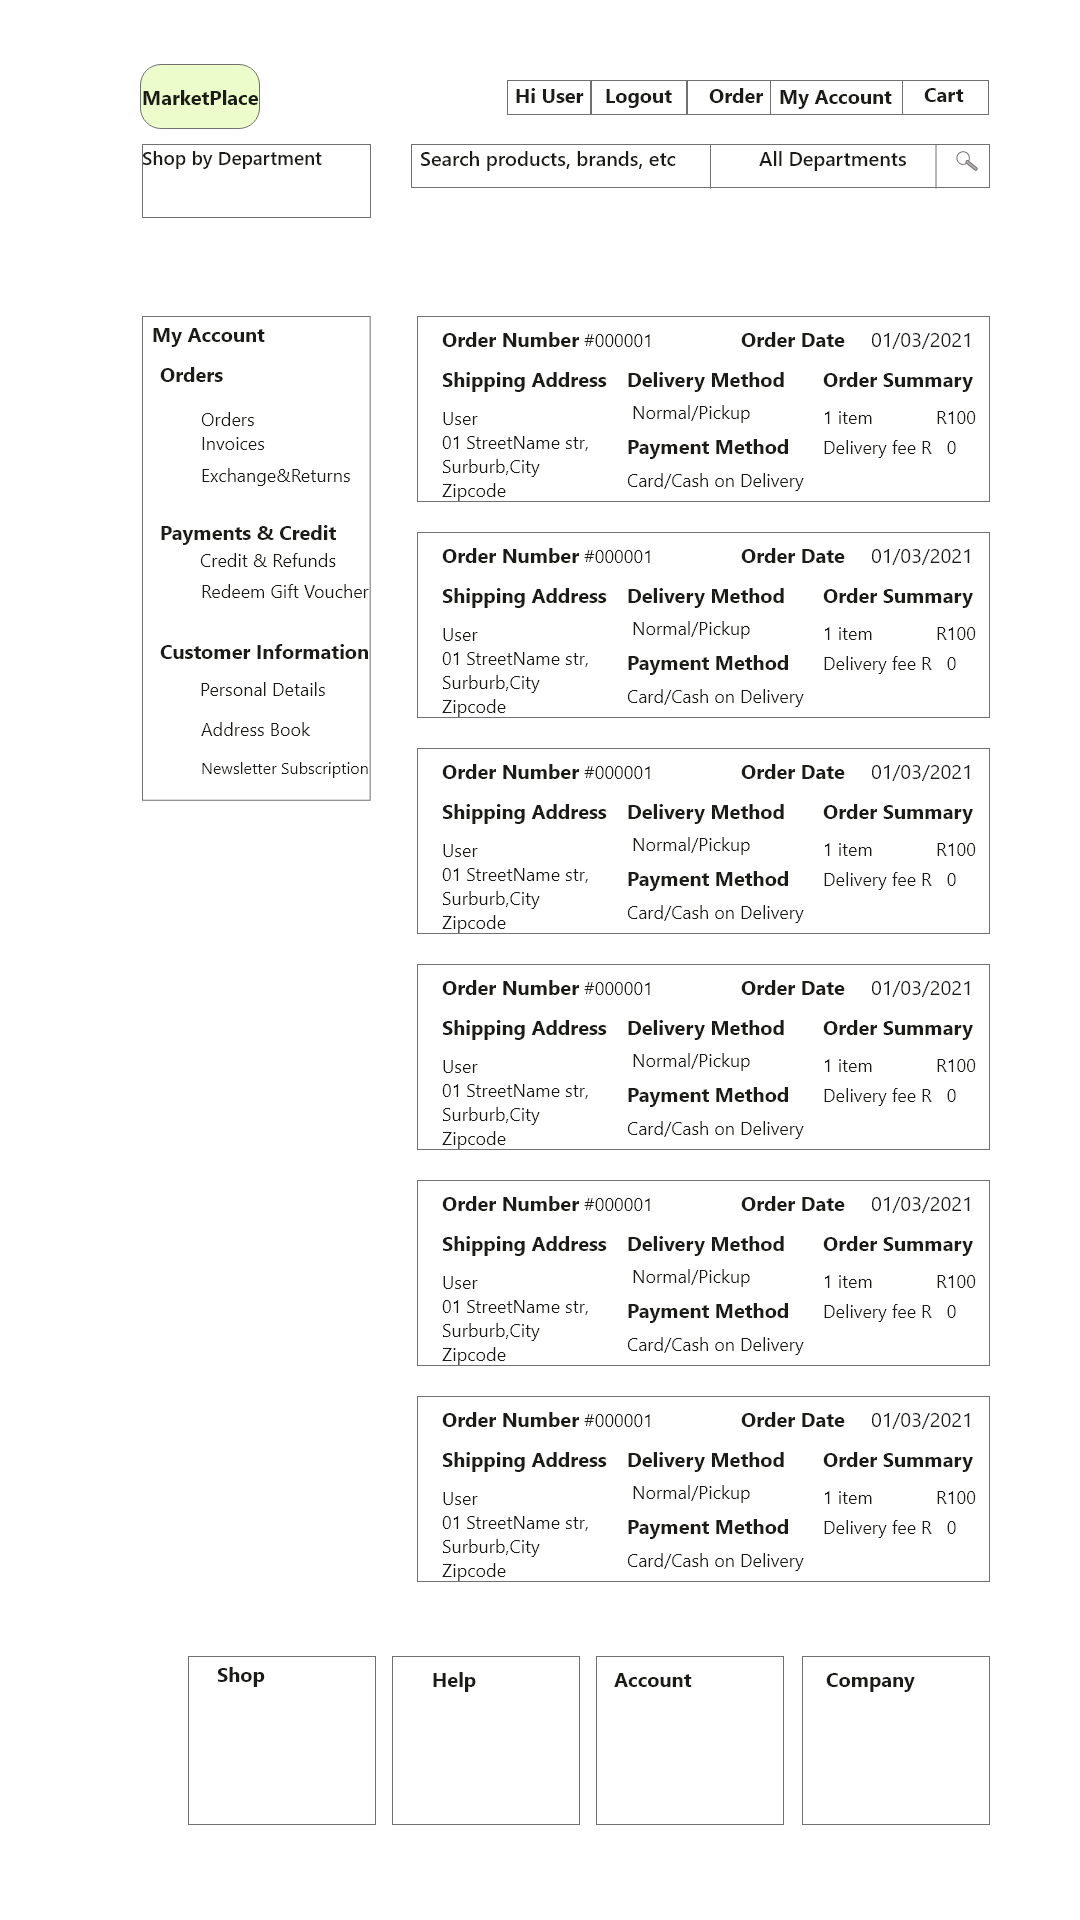 MarketPlace
Hi User Logout Order My Account Cart
Shop by Department
Search products, brands, etc All Departments
My Account
Orders
Orders
Invoices
Exchange&Returns
Payments & Credit
Credit & Refunds
Redeem Gift Voucher
Customer Information
Personal Details
Address Book
Newsletter Subscription
Order Number #000001 Order Date 01/03/2021
Shipping Address Delivery Method Order Summary
User Normal/Pickup 1 item R100
01 StreetName str, Payment Method Delivery fee R 0
Surburb,City
Zipcode Card/Cash on Delivery
Order Number #000001 Order Date 01/03/2021
Shipping Address Delivery Method Order Summary
User Normal/Pickup 1 item R100
01 StreetName str, Payment Method Delivery fee R 0
Surburb,City
Zipcode Card/Cash on Delivery
Order Number #000001 Order Date 01/03/2021
Shipping Address Delivery Method Order Summary
User Normal/Pickup 1 item R100
01 StreetName str, Payment Method Delivery fee R 0
Surburb,City
Zipcode Card/Cash on Delivery
Order Number #000001 Order Date 01/03/2021
Shipping Address Delivery Method Order Summary
User Normal/Pickup 1 item R100
01 StreetName str, Payment Method Delivery fee R 0
Surburb,City
Zipcode Card/Cash on Delivery
Order Number #000001 Order Date 01/03/2021
Shipping Address Delivery Method Order Summary
User Normal/Pickup 1 item R100
01 StreetName str, Payment Method Delivery fee R 0
Surburb,City
Zipcode Card/Cash on Delivery
Order Number #000001 Order Date 01/03/2021
Shipping Address Delivery Method Order Summary
User Normal/Pickup 1 item R100
01 StreetName str, Payment Method Delivery fee R 0
Surburb,City
Zipcode Card/Cash on Delivery
Shop Help Account Company